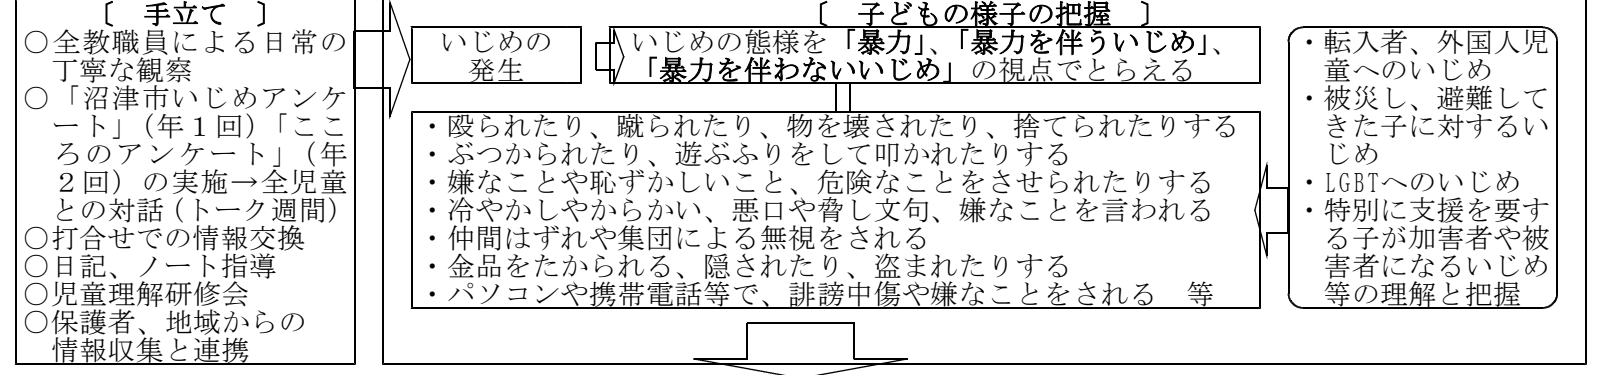 〔　手立て　〕
○全教職員による日常の
丁寧な観察
○「沼津市いじめアンケ
ート」（年１回）「ここ
ろのアンケート」（年
２回）の実施→全児童
との対話（トーク週間）
○打合せでの情報交換
○日記、ノート指導
○児童理解研修会
○保護者、地域からの
情報収集と連携
〔　子どもの様子の把握　〕
いじめの
発生
いじめの態様を「暴力」、「暴力を伴ういじめ」、
「暴力を伴わないいじめ」の視点でとらえる
・殴られたり、蹴られたり、物を壊されたり、捨てられたりする
・ぶつかられたり、遊ぶふりをして叩かれたりする
・嫌なことや恥ずかしいこと、危険なことをさせられたりする
・冷やかしやからかい、悪口や脅し文句、嫌なことを言われる
・仲間はずれや集団による無視をされる
・金品をたかられる、隠されたり、盗まれたりする
・パソコンや携帯電話等で、誹謗中傷や嫌なことをされる　等
・転入者、外国人児
童へのいじめ
・被災し、避難して
きた子に対するい
じめ
・LGBTへのいじめ
・特別に支援を要す
る子が加害者や被
害者になるいじめ
等の理解と把握